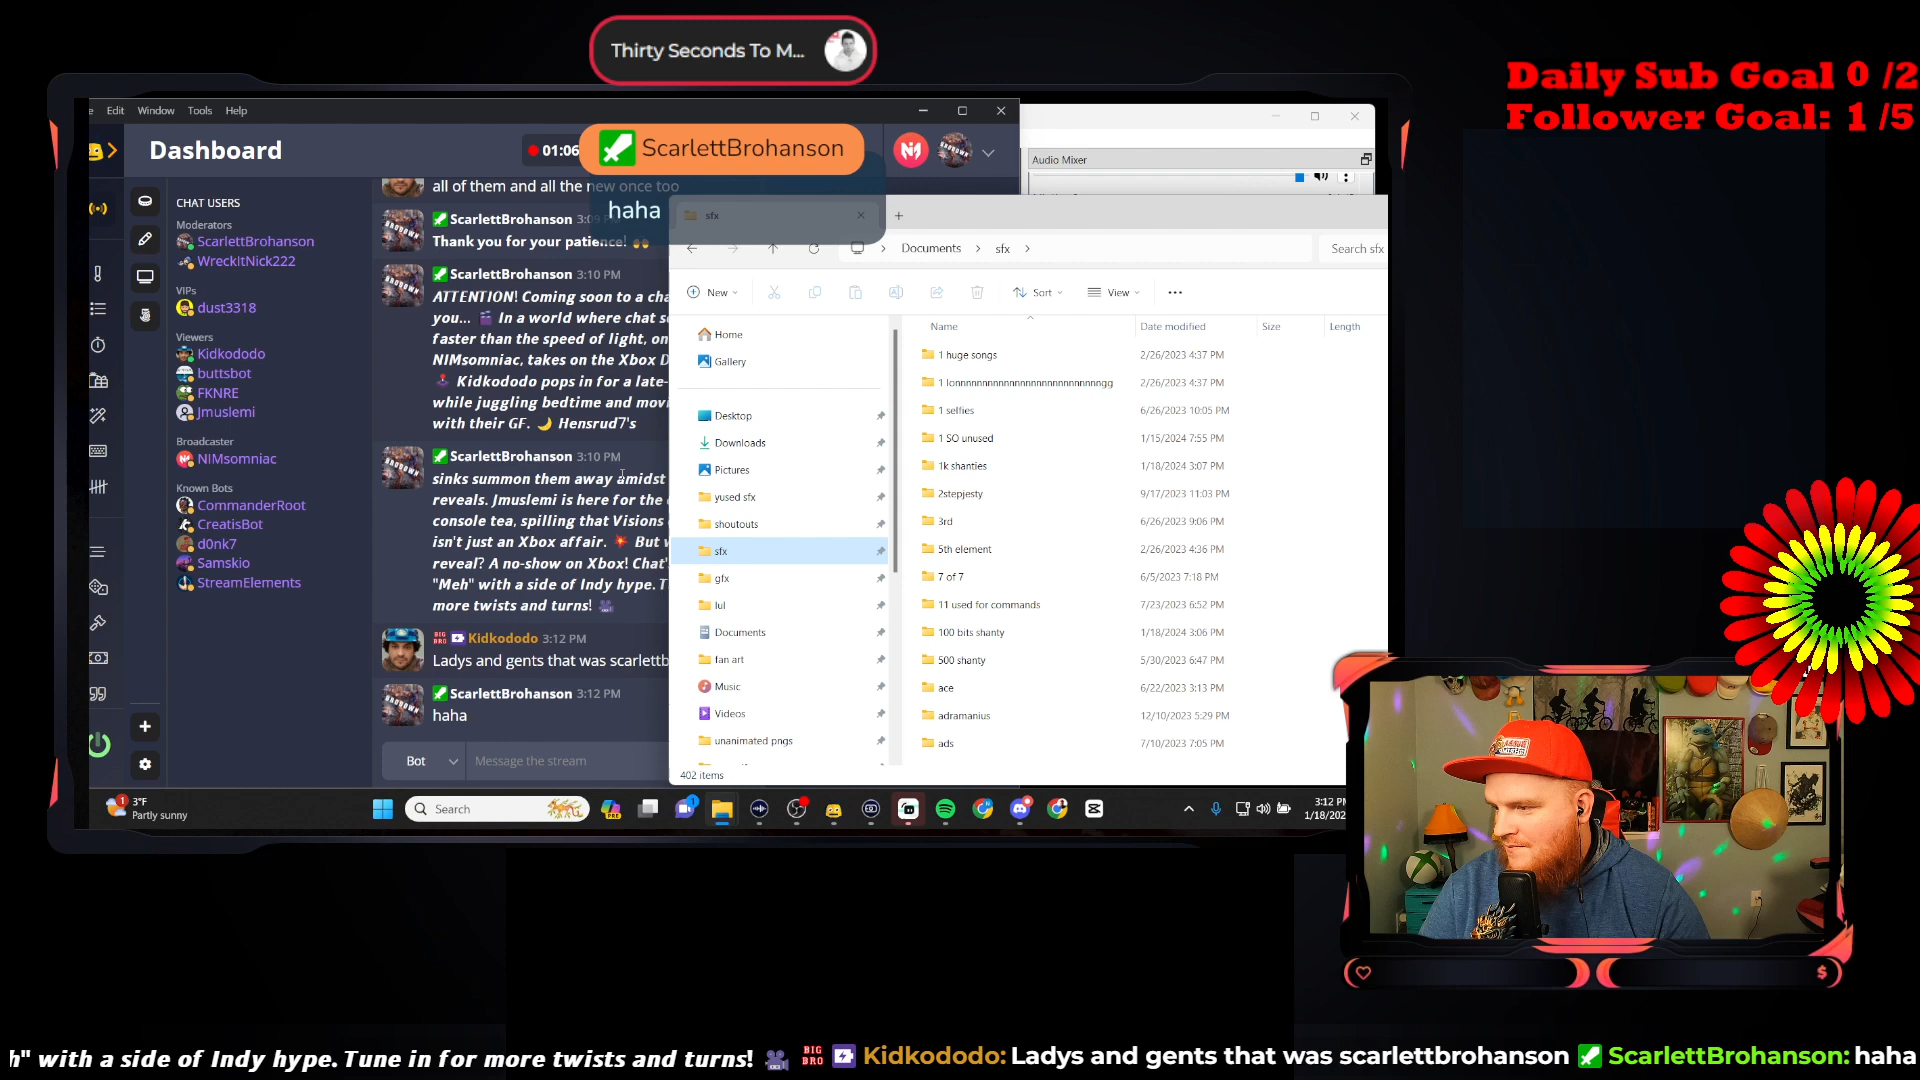 Thirty Seconds To M...
Daily Sub Goal 0 /2
Follower Goal: 1 /5
Edit Window Tools Help
Dashboard
01:06
ScarlettBrohanson
haha
Audio Mixer
CHAT USERS
Moderators
ScarlettBrohanson
WreckItNick222
VIPs
dust3318
Viewers
Kidkododo
buttsbot
FKNRE
Jmuslemi
Broadcaster
NIMsomniac
Known Bots
CommanderRoot
CreatisBot
d0nk7
Samskio
StreamElements
all of them and all the new once too
ScarlettBrohanson 3:09
Thank you for your patience!
ScarlettBrohanson 3:10 PM
ATTENTION! Coming soon to a cha
you... In a world where chat s
faster than the speed of light, on
NIMsomniac, takes on the Xbox D
Kidkododo pops in for a late-
while juggling bedtime and movi
with their GF. Hensrud7's
ScarlettBrohanson 3:10 PM
sinks summon them away amidst
reveals. Jmuslemi is here for the
console tea, spilling that Visions
isn't just an Xbox affair. But w
reveal? A no-show on Xbox! Chat's
"Meh" with a side of Indy hype. T
more twists and turns!
BIG BRO Kidkododo 3:12 PM
Ladys and gents that was scarlettb
ScarlettBrohanson 3:12 PM
haha
Bot
Message the stream
sfx
Documents > sfx >
Search sfx
New
Sort
View
Home
Gallery
Desktop
Downloads
Pictures
yused sfx
shoutouts
sfx
gfx
lul
Documents
fan art
Music
Videos
unanimated pngs
Name Date modified Size Length
1 huge songs 2/26/2023 4:37 PM
1 lonnnnnnnnnnnnnnnnnnnnnnnnnngg 2/26/2023 4:37 PM
1 selfies 6/26/2023 10:05 PM
1 SO unused 1/15/2024 7:55 PM
1k shanties 1/18/2024 3:07 PM
2stepjesty 9/17/2023 11:03 PM
3rd 6/26/2023 9:06 PM
5th element 2/26/2023 4:36 PM
7 of 7 6/5/2023 7:18 PM
11 used for commands 7/23/2023 6:52 PM
100 bits shanty 1/18/2024 3:06 PM
500 shanty 5/30/2023 6:47 PM
ace 6/22/2023 3:13 PM
adramanius 12/10/2023 5:29 PM
ads 7/10/2023 7:05 PM
402 items
1
3°F
Partly sunny
Search
PRE
3:12 PM
1/18/202
h" with a side of Indy hype. Tune in for more twists and turns! BIG BRO Kidkododo: Ladys and gents that was scarlettbrohanson ScarlettBrohanson: haha